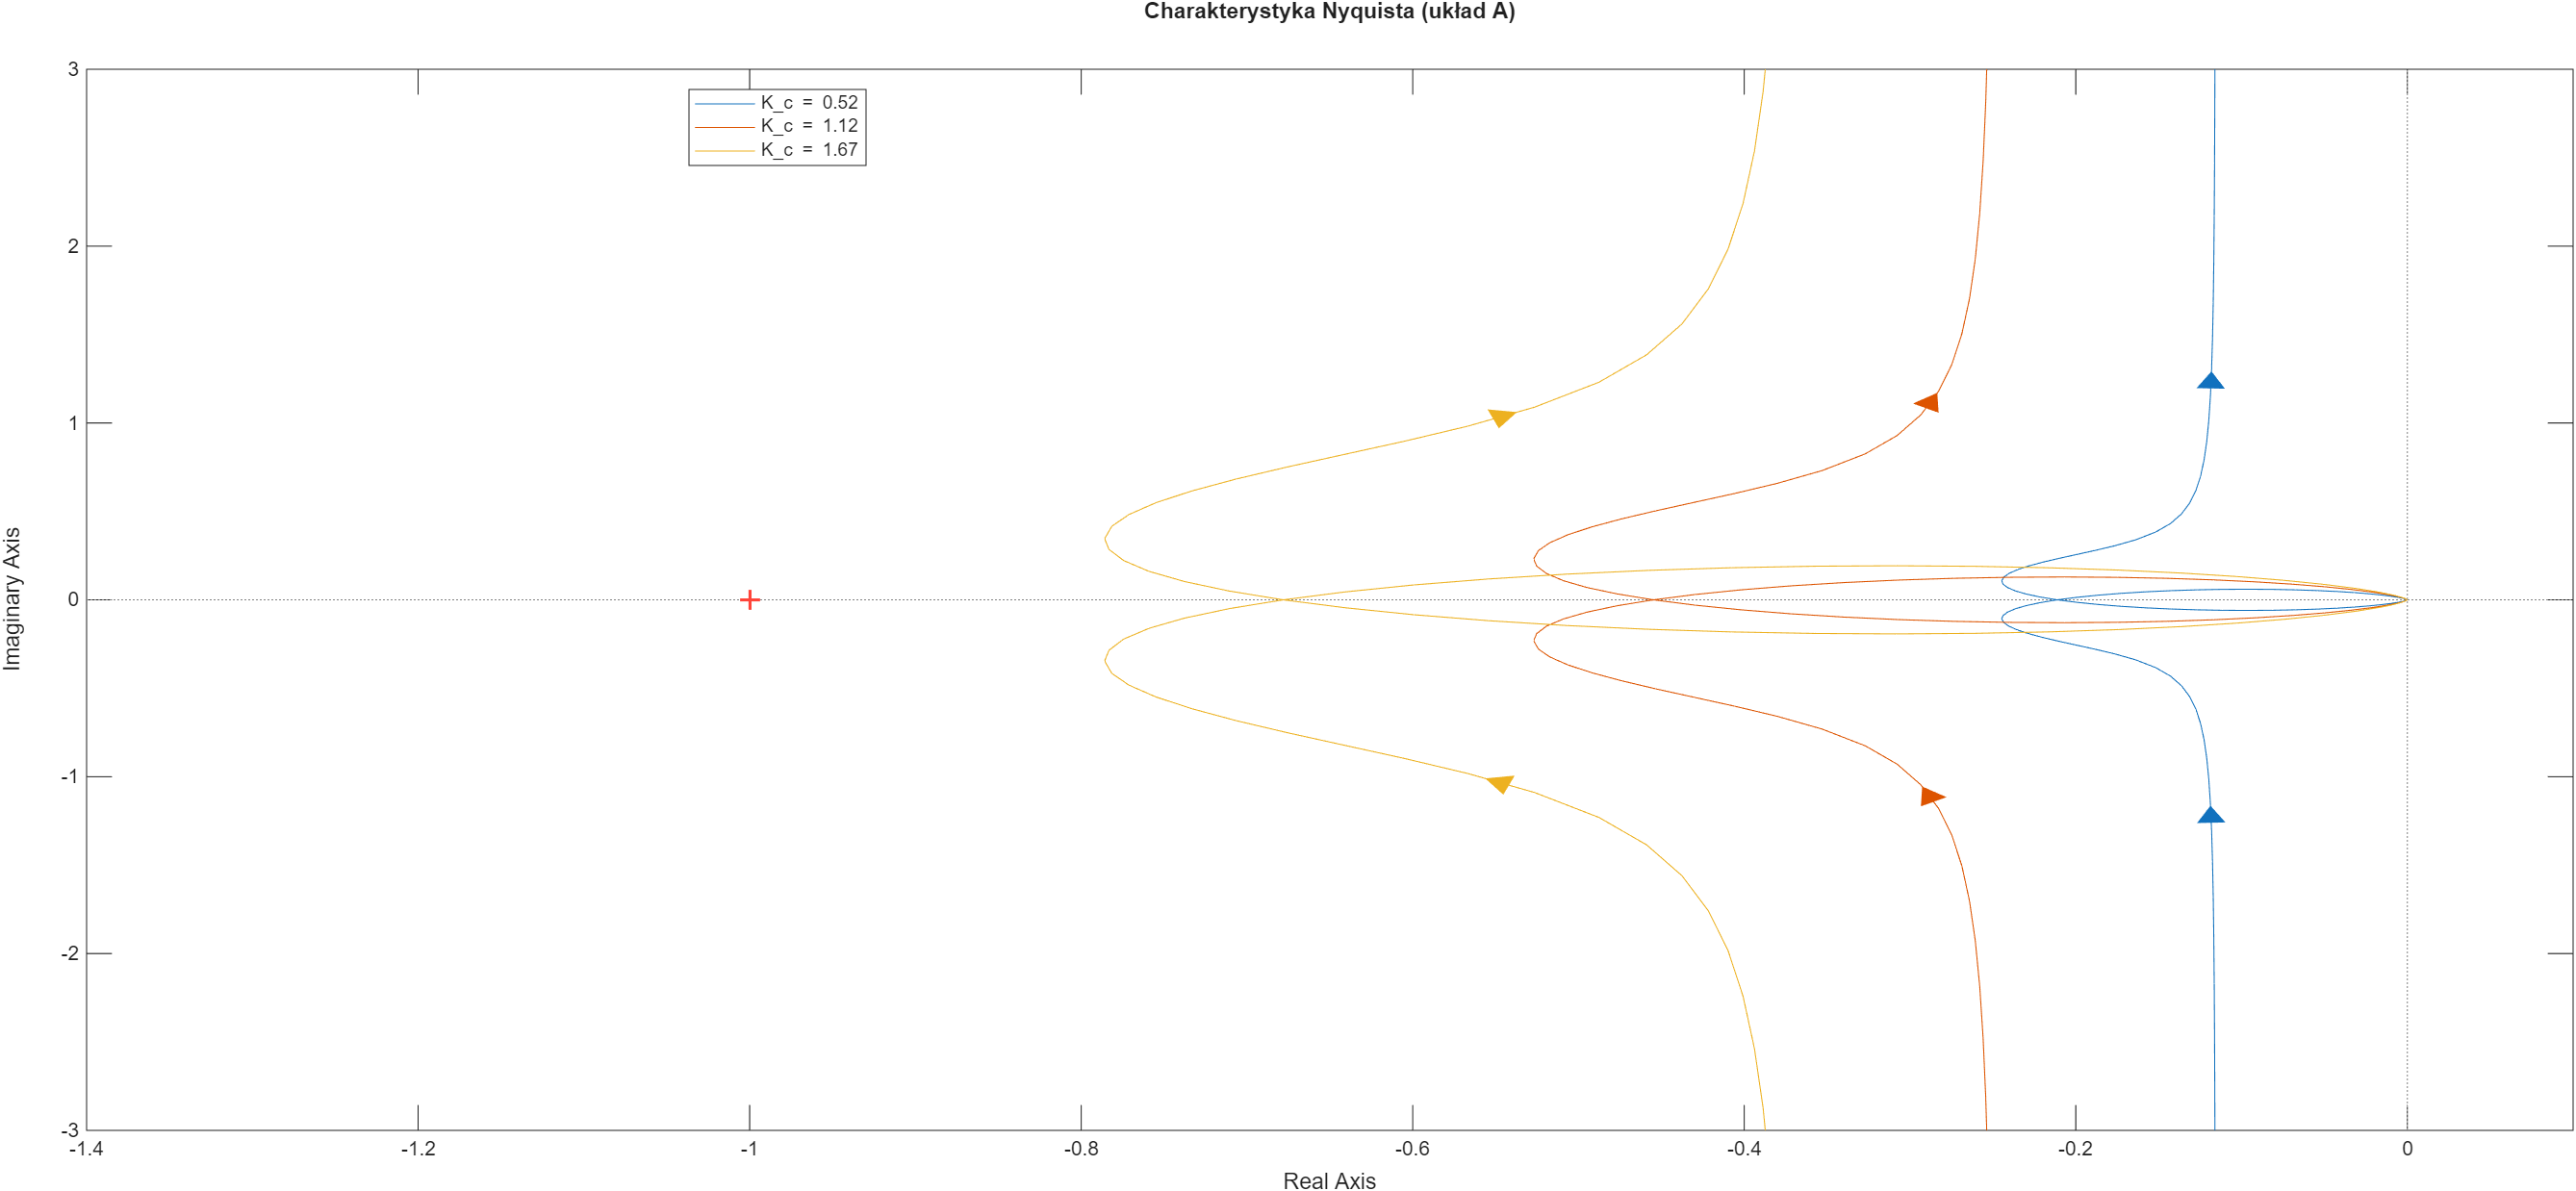 Charakterystyka Nyquista (układ A)
3
2
1
0
-1
-2
-3
Imaginary Axis
K_c = 0.52
K_c = 1.12
K_c = 1.67
-1.4 -1.2 -1 -0.8 -0.6 -0.4 -0.2 0
Real Axis